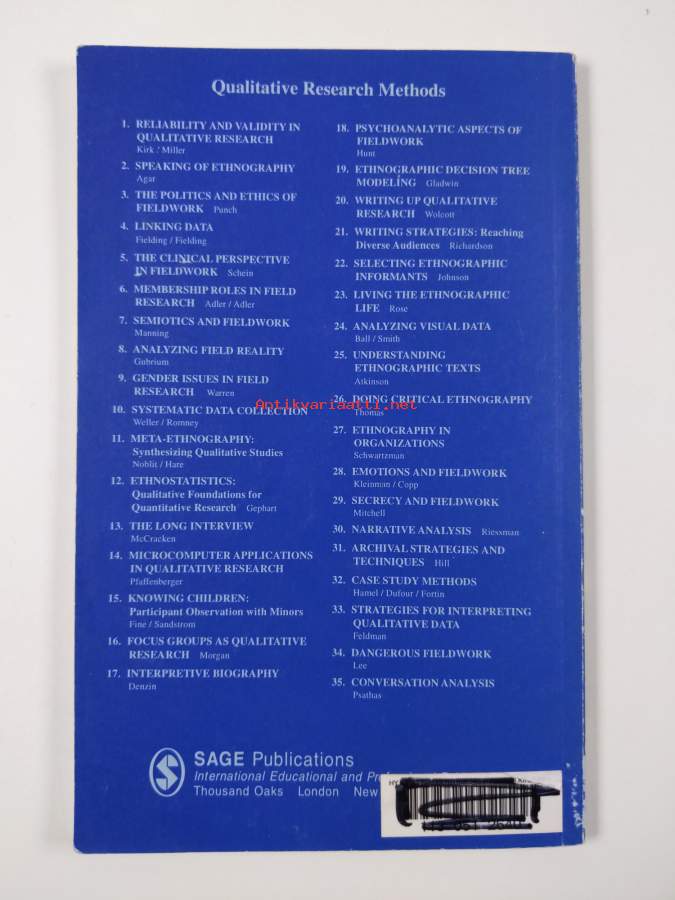 Qualitative Research Methods
1. RELIABILITY AND VALIDITY IN
QUALITATIVE RESEARCH
Kirk / Miller
2. SPEAKING OF ETHNOGRAPHY
Agar
3. THE POLITICS AND ETHICS OF
FIELDWORK Punch
4. LINKING DATA
Fielding / Fielding
5. THE CLINICAL PERSPECTIVE
IN FIELDWORK Schein
6. MEMBERSHIP ROLES IN FIELD
RESEARCH Adler / Adler
7. SEMIOTICS AND FIELDWORK
Manning
8. ANALYZING FIELD REALITY
Gubrium
9. GENDER ISSUES IN FIELD
RESEARCH Warren
10. SYSTEMATIC DATA COLLECTION
Weller / Romney
11. META-ETHNOGRAPHY:
Synthesizing Qualitative Studies
Noblit / Hare
12. ETHNOSTATISTICS:
Qualitative Foundations for
Quantitative Research Gephart
13. THE LONG INTERVIEW
McCracken
14. MICROCOMPUTER APPLICATIONS
IN QUALITATIVE RESEARCH
Pfaffenberger
15. KNOWING CHILDREN:
Participant Observation with Minors
Fine / Sandstrom
16. FOCUS GROUPS AS QUALITATIVE
RESEARCH Morgan
17. INTERPRETIVE BIOGRAPHY
Denzin
18. PSYCHOANALYTIC ASPECTS OF
FIELDWORK
Hunt
19. ETHNOGRAPHIC DECISION TREE
MODELING Gladwin
20. WRITING UP QUALITATIVE
RESEARCH Wolcott
21. WRITING STRATEGIES: Reaching
Diverse Audiences Richardson
22. SELECTING ETHNOGRAPHIC
INFORMANTS Johnson
23. LIVING THE ETHNOGRAPHIC
LIFE Rose
24. ANALYZING VISUAL DATA
Ball / Smith
25. UNDERSTANDING
ETHNOGRAPHIC TEXTS
Atkinson
26. DOING CRITICAL ETHNOGRAPHY
Thomas
27. ETHNOGRAPHY IN
ORGANIZATIONS
Schwartzman
28. EMOTIONS AND FIELDWORK
Kleinman / Copp
29. SECRECY AND FIELDWORK
Mitchell
30. NARRATIVE ANALYSIS Riessman
31. ARCHIVAL STRATEGIES AND
TECHNIQUES Hill
32. CASE STUDY METHODS
Hamel / Dufour / Fortin
33. STRATEGIES FOR INTERPRETING
QUALITATIVE DATA
Feldman
34. DANGEROUS FIELDWORK
Lee
35. CONVERSATION ANALYSIS
Psathas
Antikvariaatti.net
SAGE Publications
International Educational and
Thousand Oaks London New